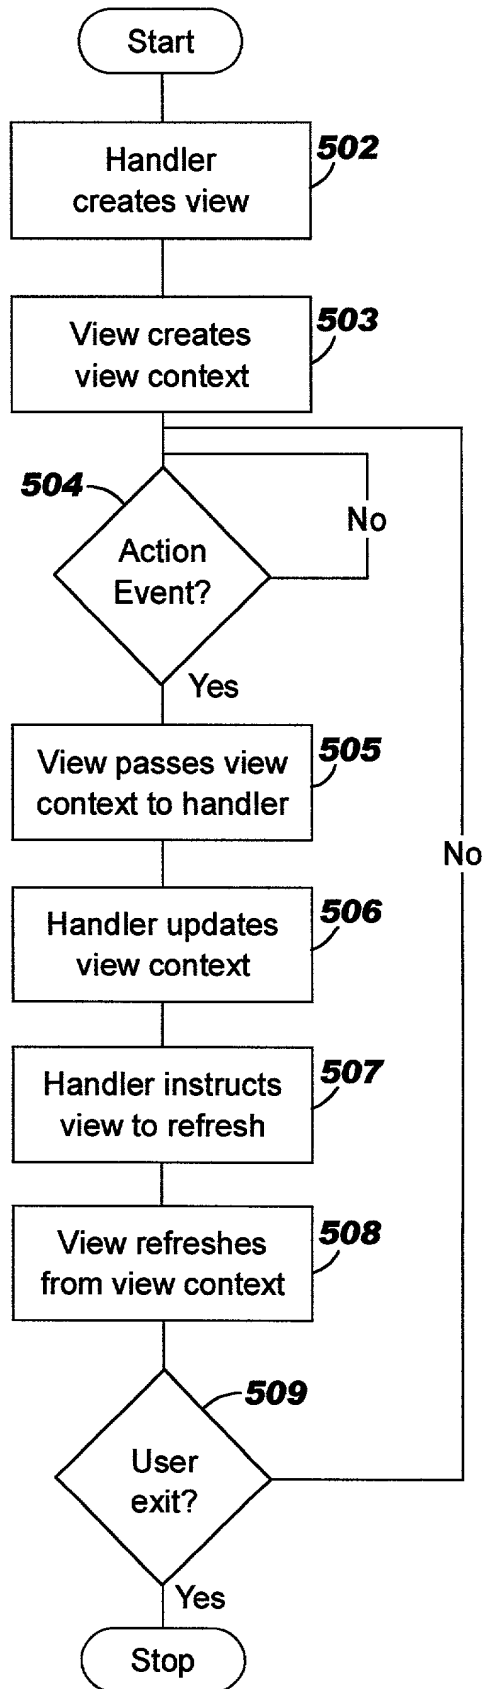 Start
Handler
creates view
502
View creates
view context
503
504
Action
Event?
No
Yes
View passes view
context to handler
505
No
Handler updates
view context
506
Handler instructs
view to refresh
507
View refreshes
from view context
508
509
User
exit?
Yes
Stop